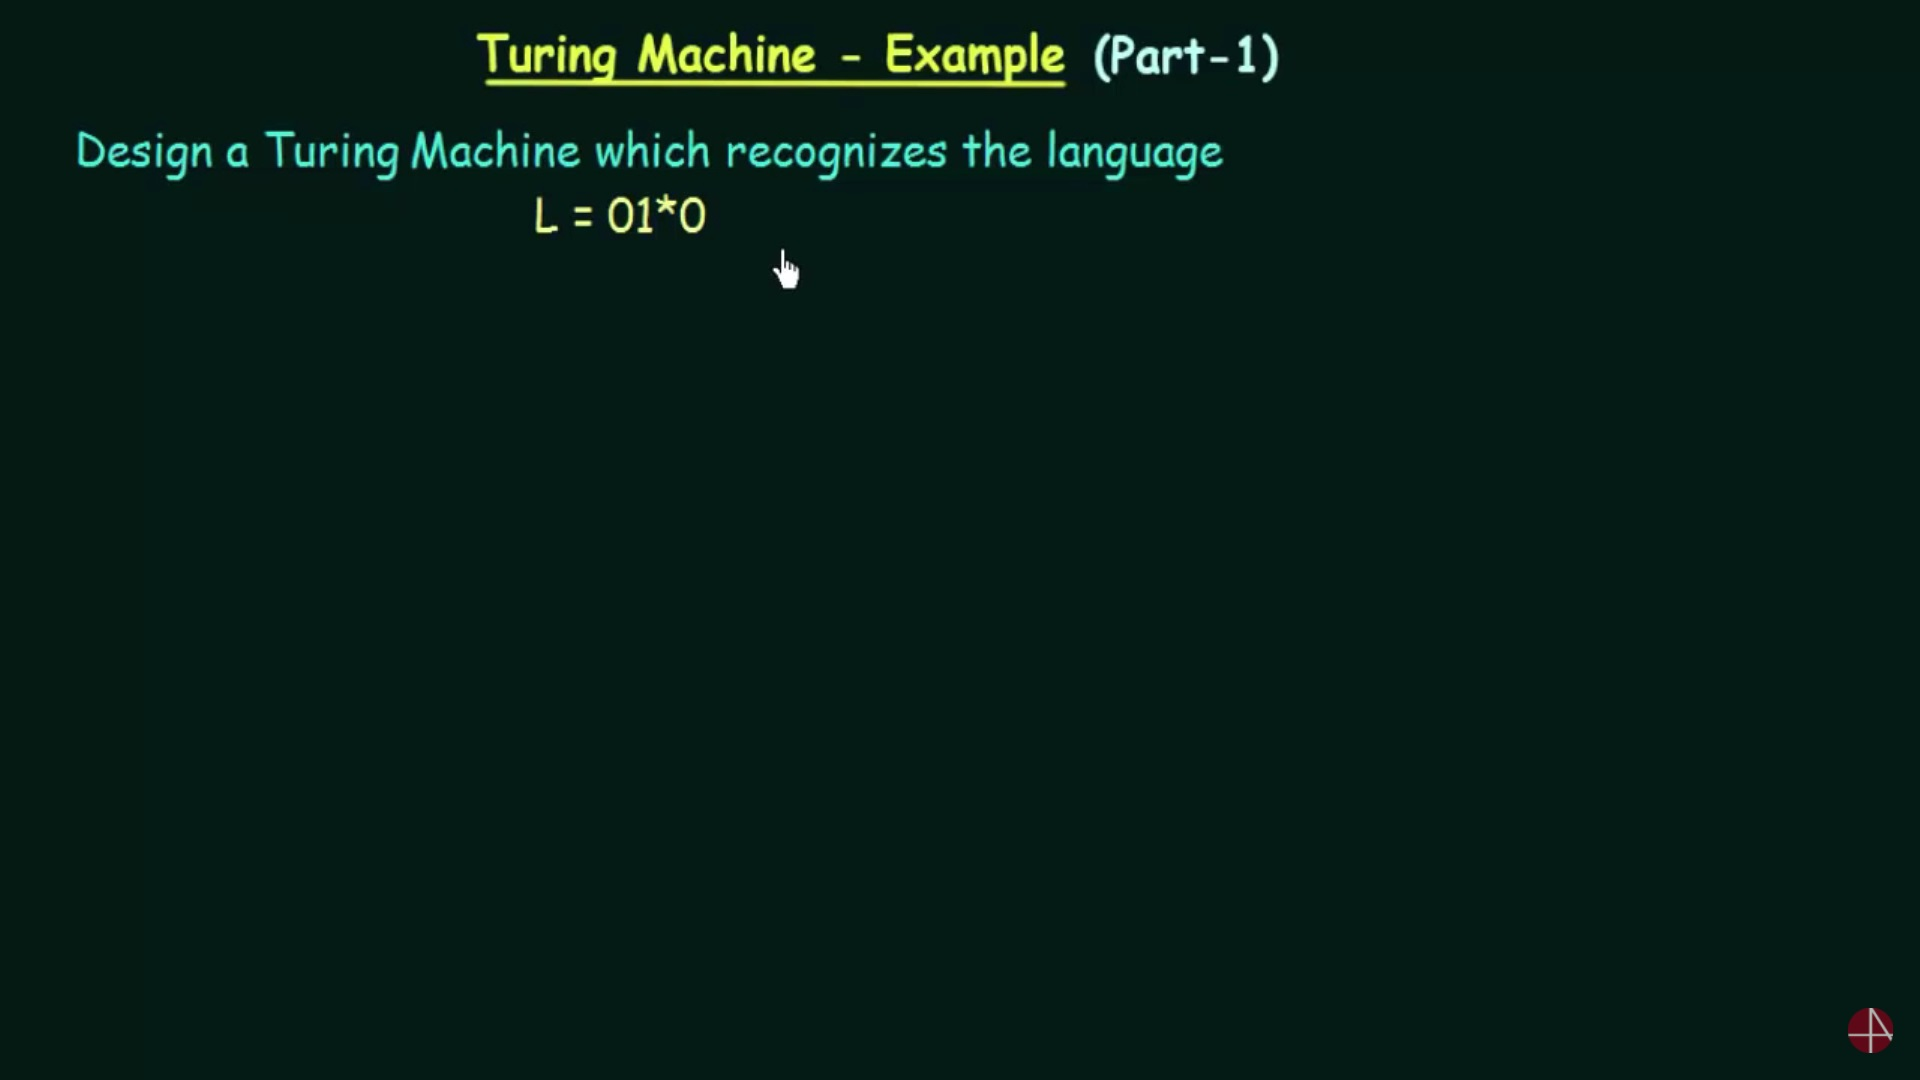 Turing Machine - Example (Part-1)
Design a Turing Machine which recognizes the language
L = 01*0